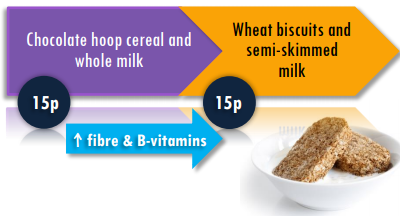 Chocolate hoop cereal and
whole milk
Wheat biscuits and
semi-skimmed
milk
15p
15p
↑ fibre & B-vitamins